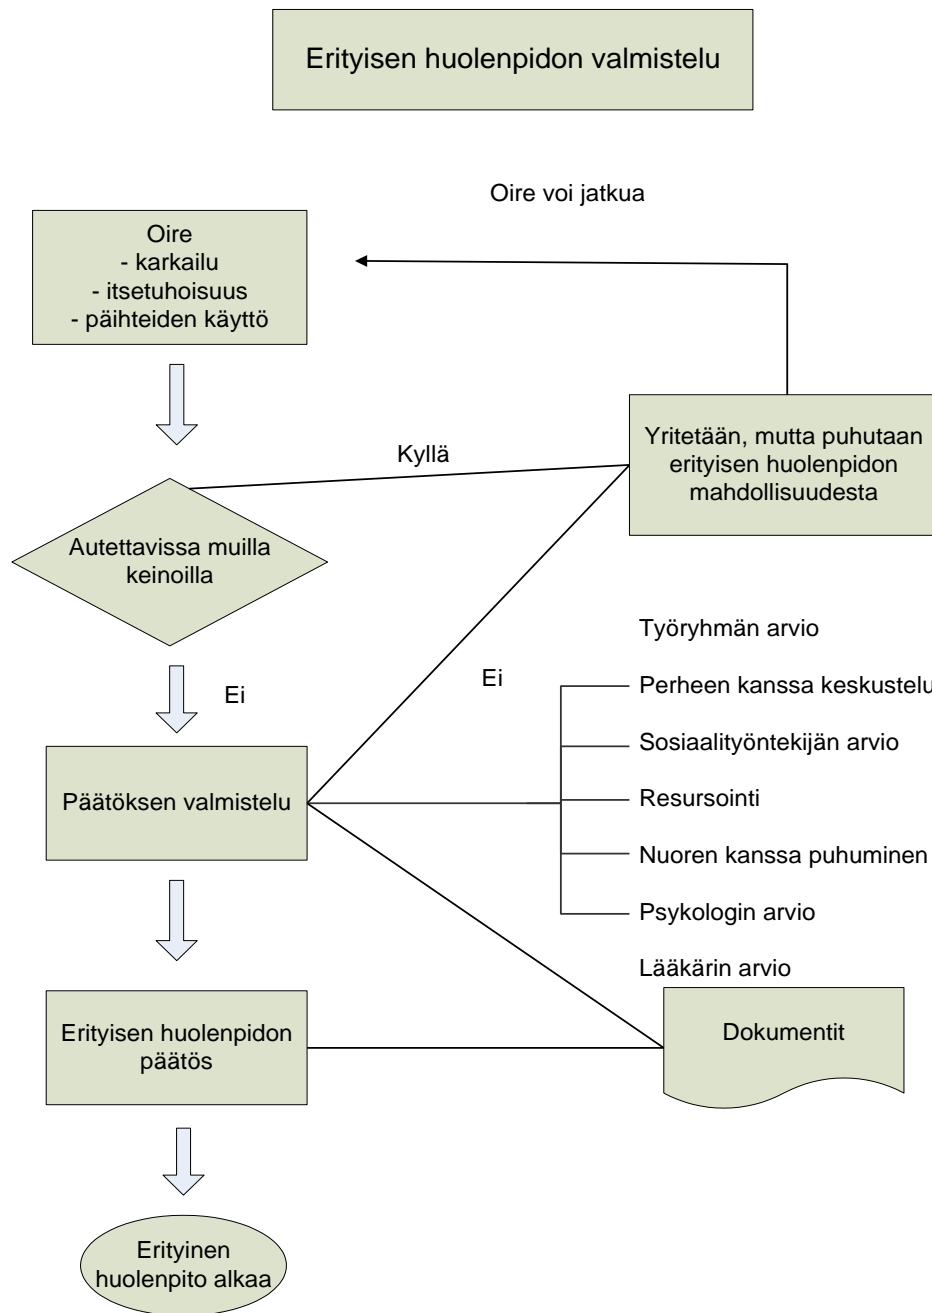 Erityisen huolenpidon valmistelu
Oire voi jatkua
Oire
- karkailu
- itsetuhoisuus
- päihteiden käyttö
Kyllä
Yritetään, mutta puhutaan
erityisen huolenpidon
mahdollisuudesta
Autettavissa muilla
keinoilla
Ei
Ei
Työryhmän arvio
Perheen kanssa keskustelu
Sosiaalityöntekijän arvio
Resursointi
Nuoren kanssa puhuminen
Psykologin arvio
Lääkärin arvio
Päätöksen valmistelu
Erityisen huolenpidon
päätös
Dokumentit
Erityinen
huolenpito alkaa